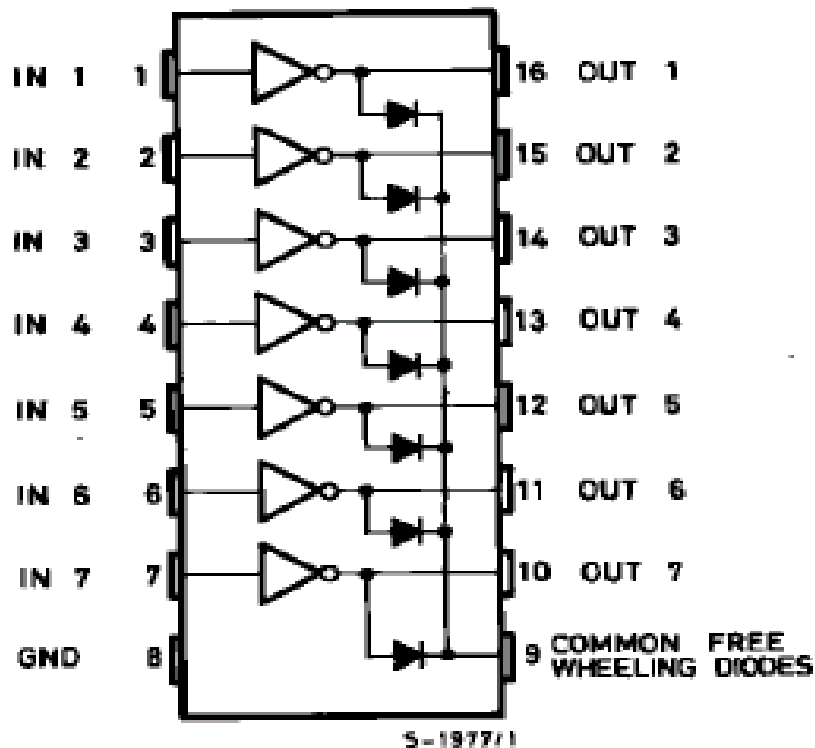 IN 1 1 16 OUT 1
IN 2 2 15 OUT 2
IN 3 3 14 OUT 3
IN 4 4 13 OUT 4
IN 5 5 12 OUT 5
IN 6 6 11 OUT 6
IN 7 7 10 OUT 7
GND 8 9 COMMON FREE
WHEELING DIODES
S-1977/1